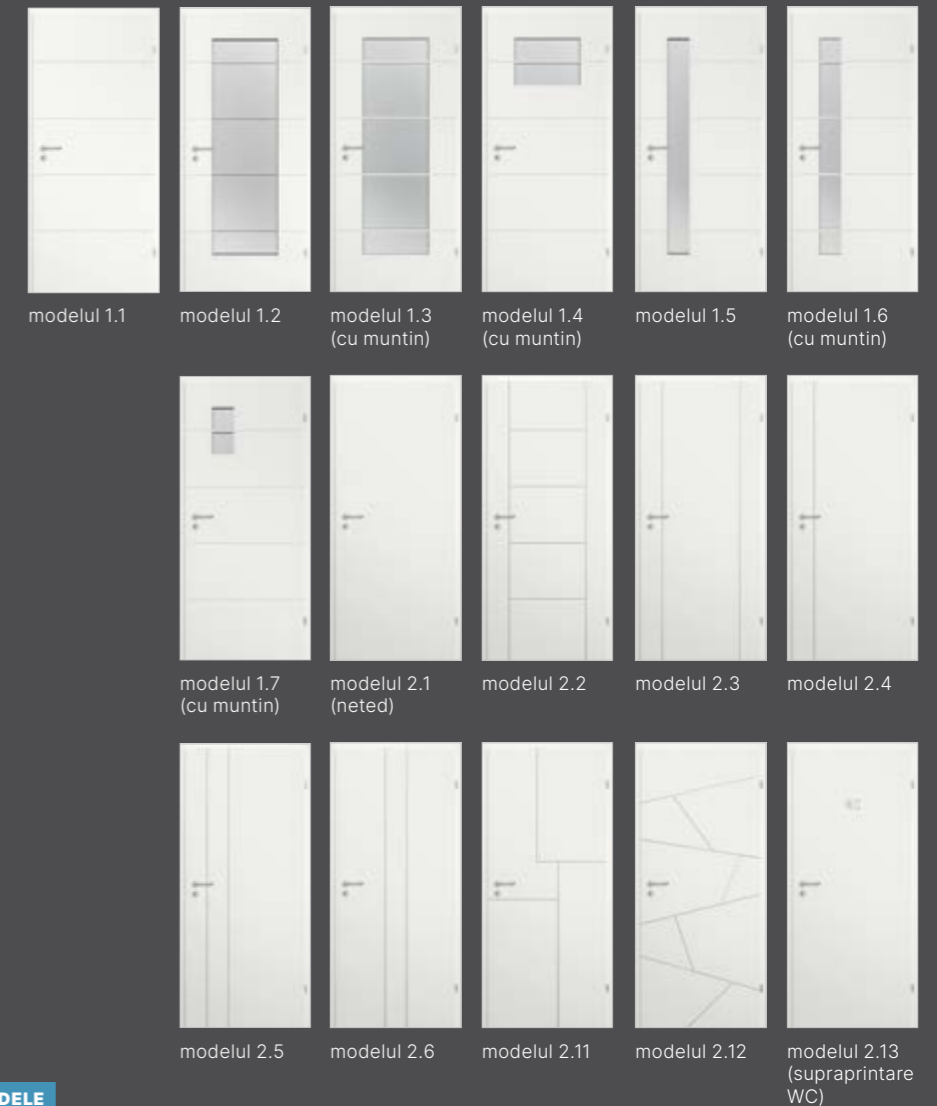 modelul 1.1
modelul 1.2
modelul 1.3
(cu muntin)
modelul 1.4
(cu muntin)
modelul 1.5
modelul 1.6
(cu muntin)
modelul 1.7
(cu muntin)
modelul 2.1
(neted)
modelul 2.2
modelul 2.3
modelul 2.4
modelul 2.5
modelul 2.6
modelul 2.11
modelul 2.12
modelul 2.13
(supraprintare
WC)
DELE